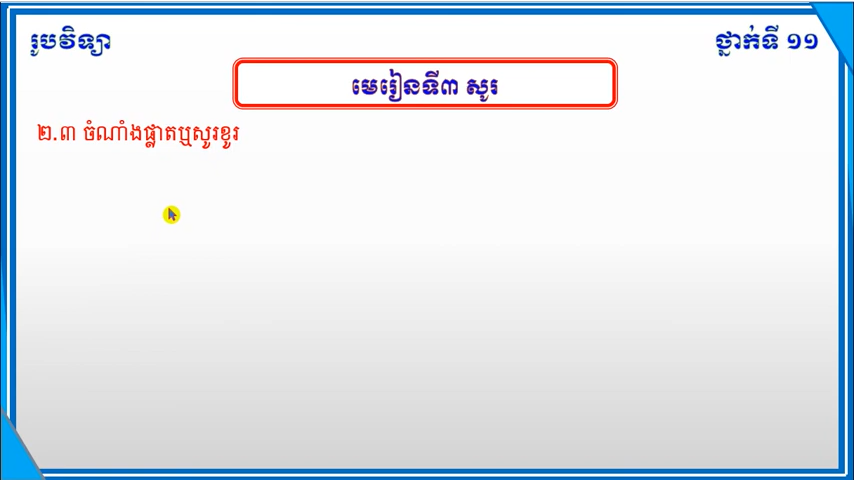 រូបវិទ្យា
ថ្នាក់ទី ១១
មេរៀនទី៣ សូរ
២.៣ ចំណាំងផ្លាតឬសូរខ្ទរ